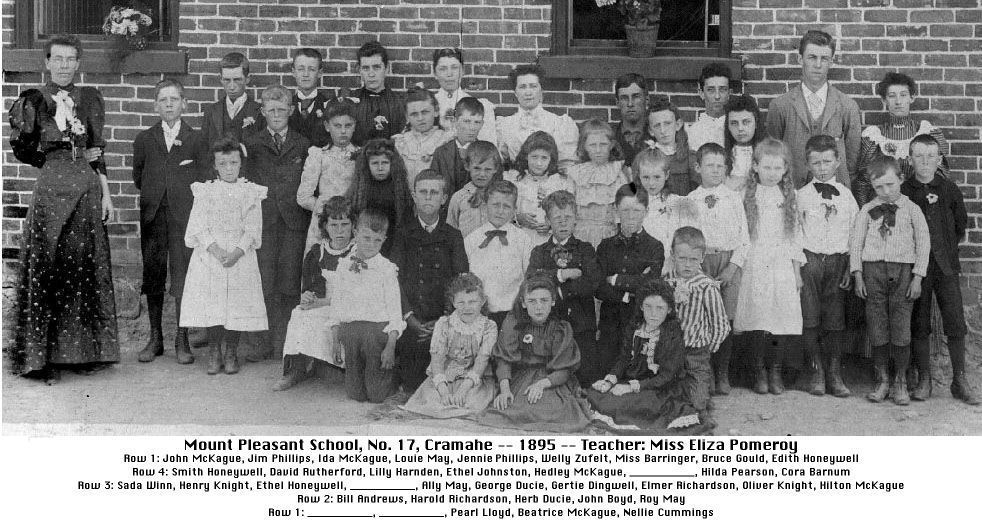 Mount Pleasant School, No. 17, Cramahe -- 1895 -- Teacher: Miss Eliza Pomeroy
Row 1: John McKague, Jim Phillips, Ida McKague, Louie May, Jennie Phillips, Welly Zufelt, Miss Barringer, Bruce Gould, Edith Honeywell
Row 4: Smith Honeywell, David Rutherford, Lilly Harnden, Ethel Johnston, Hedley McKague, __________, Hilda Pearson, Cora Barnum
Row 3: Sada Winn, Henry Knight, Ethel Honeywell, __________, Ally May, George Ducie, Gertie Dingwell, Elmer Richardson, Oliver Knight, Hilton McKague
Row 2: Bill Andrews, Harold Richardson, Herb Ducie, John Boyd, Roy May
Row 1: __________, __________, Pearl Lloyd, Beatrice McKague, Nellie Cummings